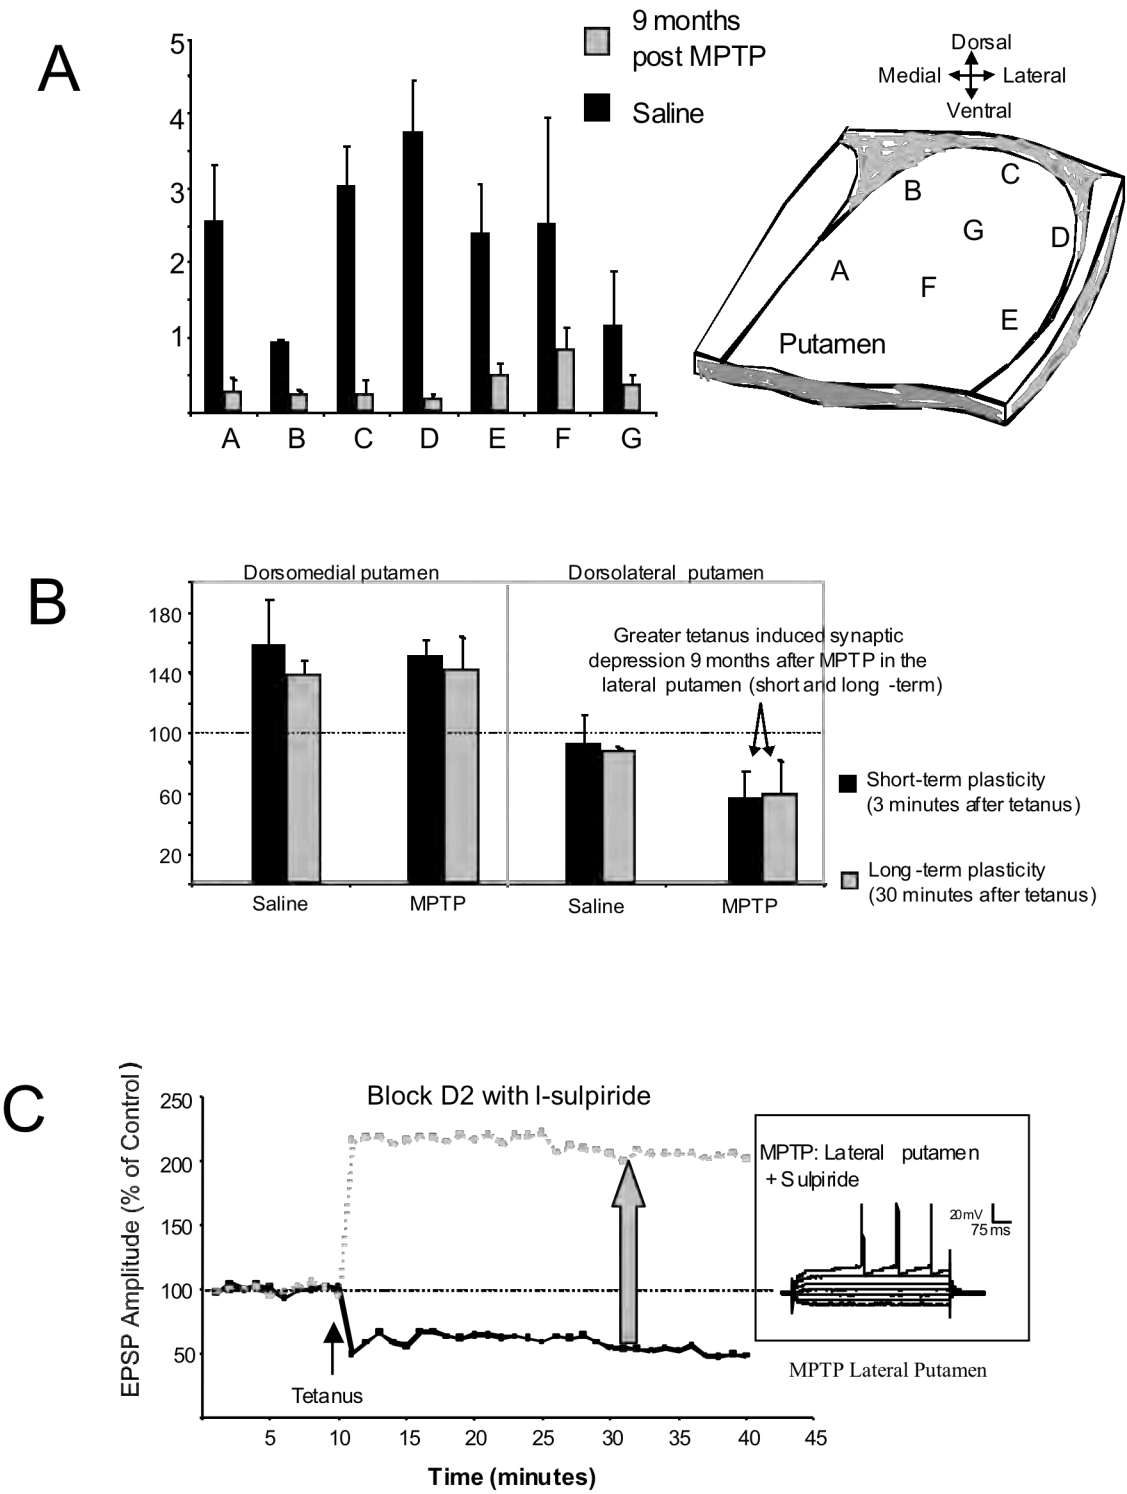 A
5
4
3
2
1
A B C D E F G
9 months
post MPTP
Saline
Dorsal
Medial Lateral
Ventral
B
C
G
D
A
F
E
Putamen
B
Dorsomedial putamen
Dorsolateral putamen
180
140
100
60
20
Greater tetanus induced synaptic
depression 9 months after MPTP in the
lateral putamen (short and long -term)
Saline MPTP Saline MPTP
Short-term plasticity
(3 minutes after tetanus)
Long-term plasticity
(30 minutes after tetanus)
C
EPSP Amplitude (% of Control)
250
200
150
100
50
Block D2 with l-sulpiride
Tetanus
5 10 15 20 25 30 35 40 45
Time (minutes)
MPTP: Lateral putamen
+ Sulpiride
20mV
75 ms
MPTP Lateral Putamen